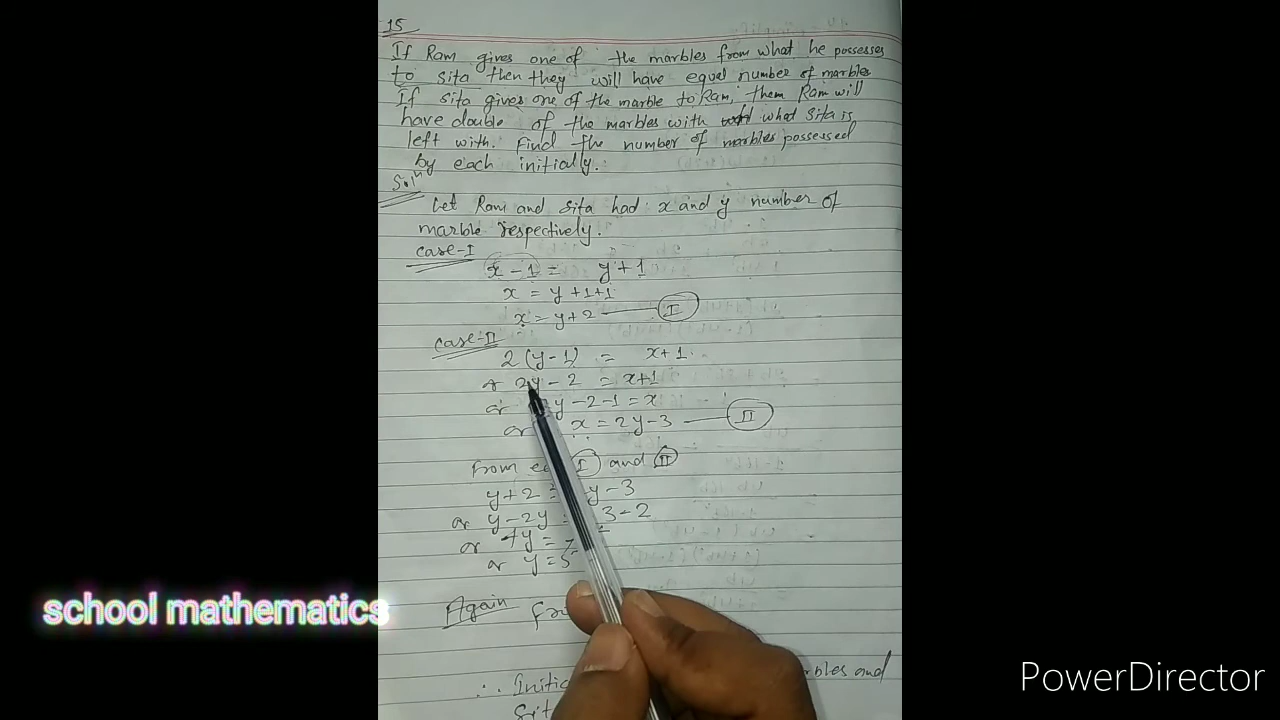 15
If Ram gives one of the marbles from what he possesses
to Sita then they will have equal number of marbles
If sita gives one of the marble to Ram, them Ram will
have double of the marbles with what Sita is
left with. Find the number of marbles possessed
by each initially.
Solⁿ
Let Ram and Sita had x and y number of
marble respectively.
Case-I
x - 1 = y + 1
x = y + 1 + 1
x = y + 2 I
Case-II
2 (y - 1) = x + 1
or 2y - 2 = x + 1
or y - 2 - 1 = x
or x = 2y - 3 II
From I and II
y + 2 = y - 3
or y - 2y = 3 - 2
or y =
or y = 5
Again
and
school mathematics
PowerDirector